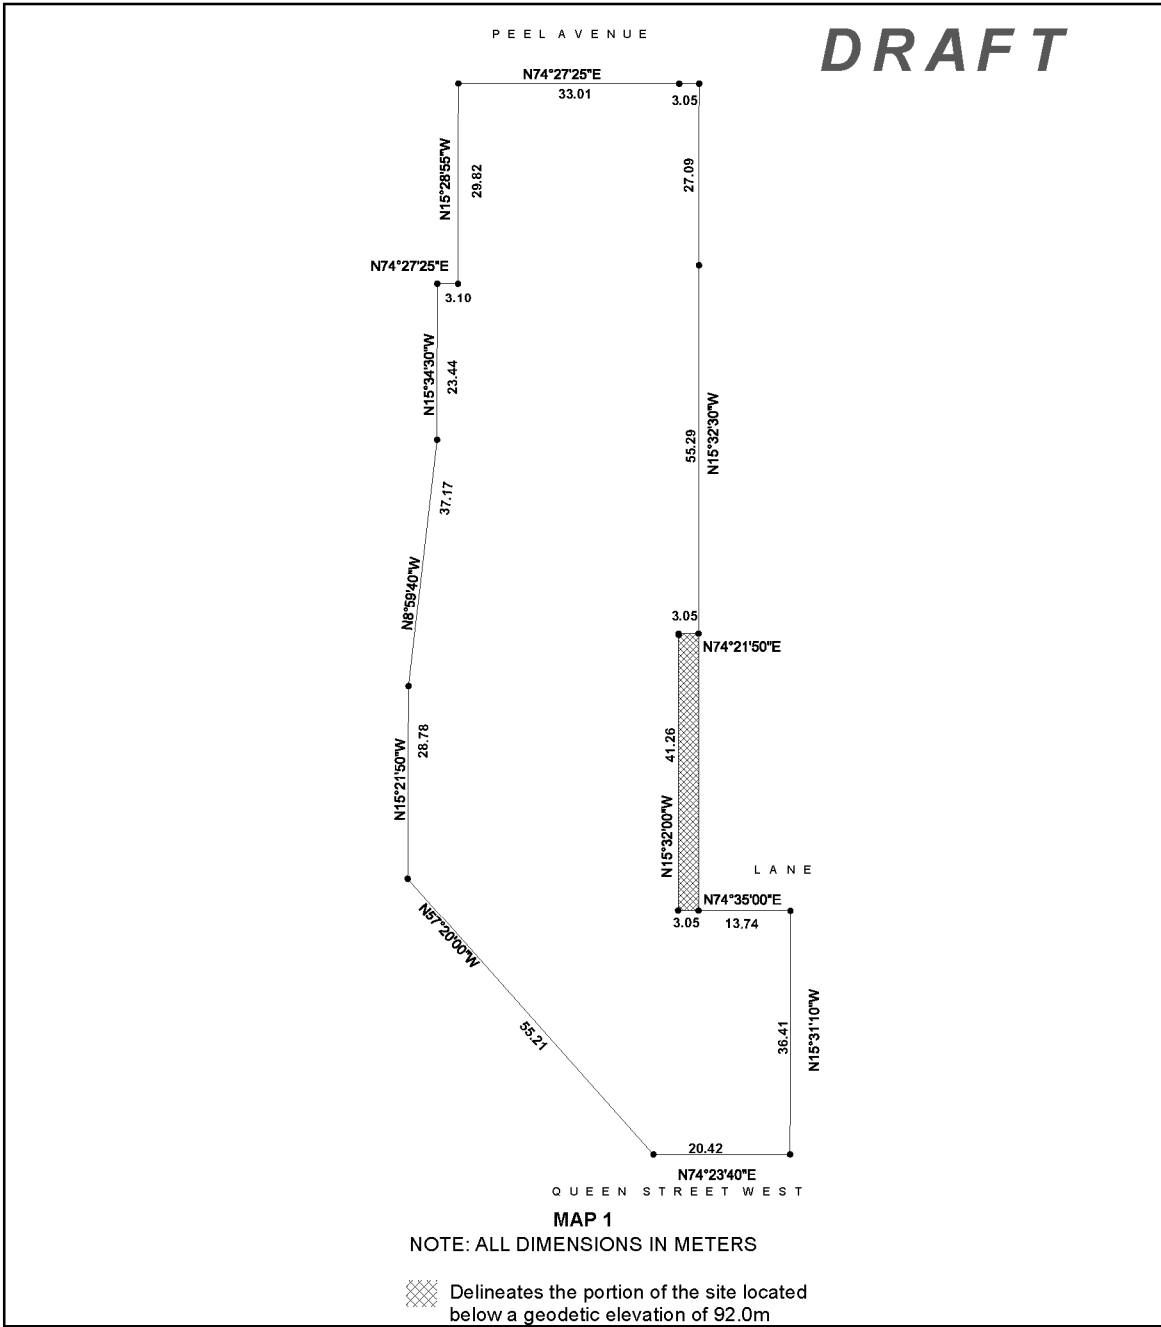 PEEL AVENUE
DRAFT
N74°27'25"E
33.01
3.05
N15°28'55"W
29.82
27.09
N74°27'25"E
3.10
N15°34'30"W
23.44
55.29
N15°32'30"W
37.17
N8°59'40"W
3.05
N74°21'50"E
N15°21'50"W
28.78
41.26
N15°32'00"W
LANE
N74°35'00"E
3.05
13.74
N57°20'00"W
55.21
36.41
N15°31'10"W
20.42
N74°23'40"E
QUEEN STREET WEST
MAP 1
NOTE: ALL DIMENSIONS IN METERS
Delineates the portion of the site located
below a geodetic elevation of 92.0m